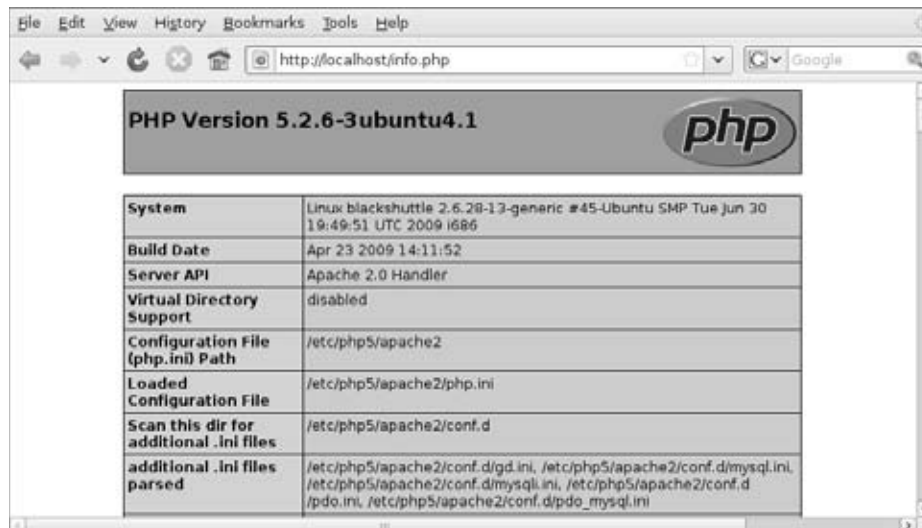 File Edit View History Bookmarks Tools Help
http://localhost/info.php
Google
PHP Version 5.2.6-3ubuntu4.1
php
System
Linux blackshuttle 2.6.28-13-generic #45-Ubuntu SMP Tue Jun 30
19:49:51 UTC 2009 i686
Build Date
Apr 23 2009 14:11:52
Server API
Apache 2.0 Handler
Virtual Directory
Support
disabled
Configuration File
(php.ini) Path
/etc/php5/apache2
Loaded
Configuration File
/etc/php5/apache2/php.ini
Scan this dir for
additional .ini files
/etc/php5/apache2/conf.d
additional .ini files
parsed
/etc/php5/apache2/conf.d/gd.ini, /etc/php5/apache2/conf.d/mysql.ini,
/etc/php5/apache2/conf.d/mysqli.ini, /etc/php5/apache2/conf.d
/pdo.ini, /etc/php5/apache2/conf.d/pdo_mysql.ini